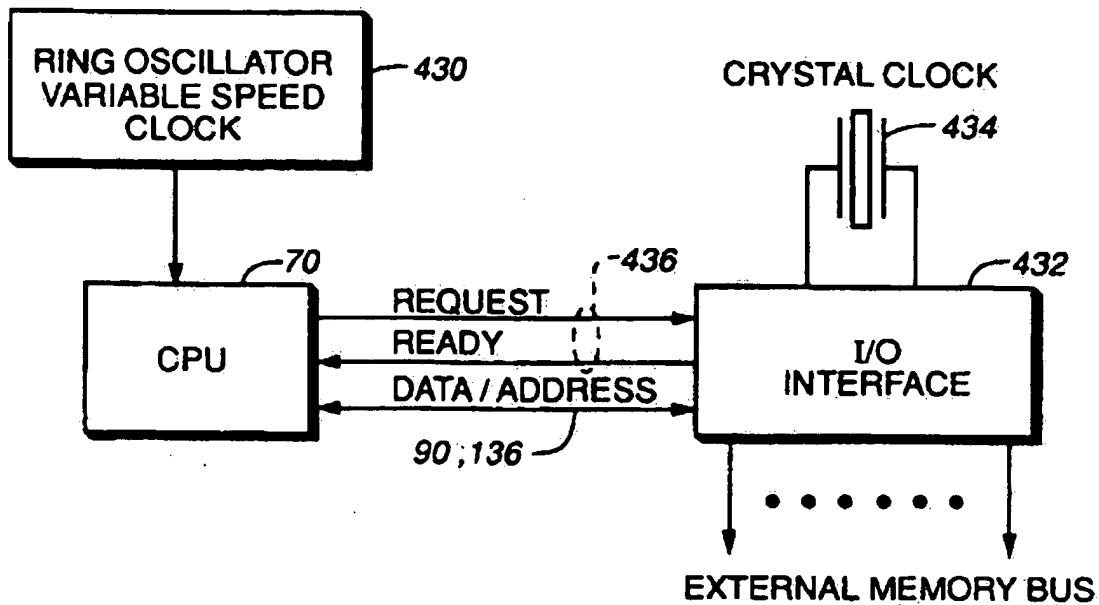 RING OSCILLATOR
VARIABLE SPEED
CLOCK
430
CRYSTAL CLOCK
434
70
436
432
CPU
REQUEST
READY
DATA / ADDRESS
90 ; 136
I/O
INTERFACE
EXTERNAL MEMORY BUS